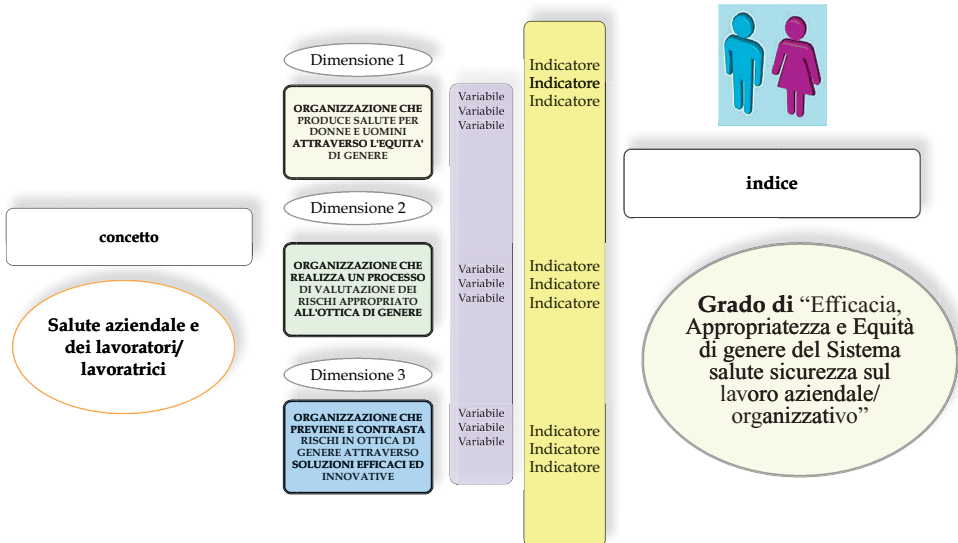 concetto
Salute aziendale e
dei lavoratori/
lavoratrici
Dimensione 1
ORGANIZZAZIONE CHE
PRODUCE SALUTE PER
DONNE E UOMINI
ATTRAVERSO L'EQUITA'
DI GENERE
Dimensione 2
ORGANIZZAZIONE CHE
REALIZZA UN PROCESSO
DI VALUTAZIONE DEI
RISCHI APPROPRIATO
ALL'OTTICA DI GENERE
Dimensione 3
ORGANIZZAZIONE CHE
PREVIENE E CONTRASTA
RISCHI IN OTTICA DI
GENERE ATTRAVERSO
SOLUZIONI EFFICACI ED
INNOVATIVE
Variabile
Variabile
Variabile
Variabile
Variabile
Variabile
Variabile
Variabile
Variabile
Indicatore
Indicatore
Indicatore
Indicatore
Indicatore
Indicatore
Indicatore
Indicatore
Indicatore
indice
Grado di “Efficacia,
Appropriatezza e Equità
di genere del Sistema
salute sicurezza sul
lavoro aziendale/
organizzativo”